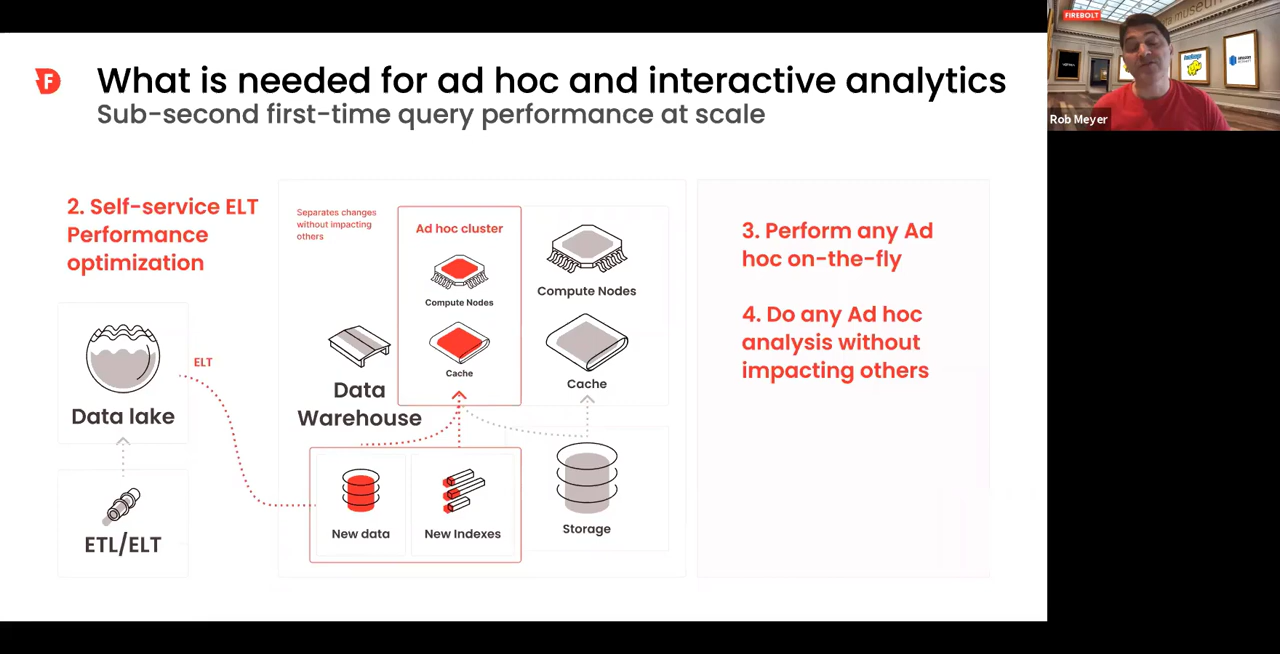 What is needed for ad hoc and interactive analytics
Sub-second first-time query performance at scale
2. Self-service ELT
Performance
optimization
Data lake
ETL/ELT
ELT
Separates changes
without impacting
others
Ad hoc cluster
Compute Nodes
Cache
Data
Warehouse
New data
New Indexes
Compute Nodes
Cache
Storage
3. Perform any Ad
hoc on-the-fly
4. Do any Ad hoc
analysis without
impacting others
F
FIREBOLT
Rob Meyer